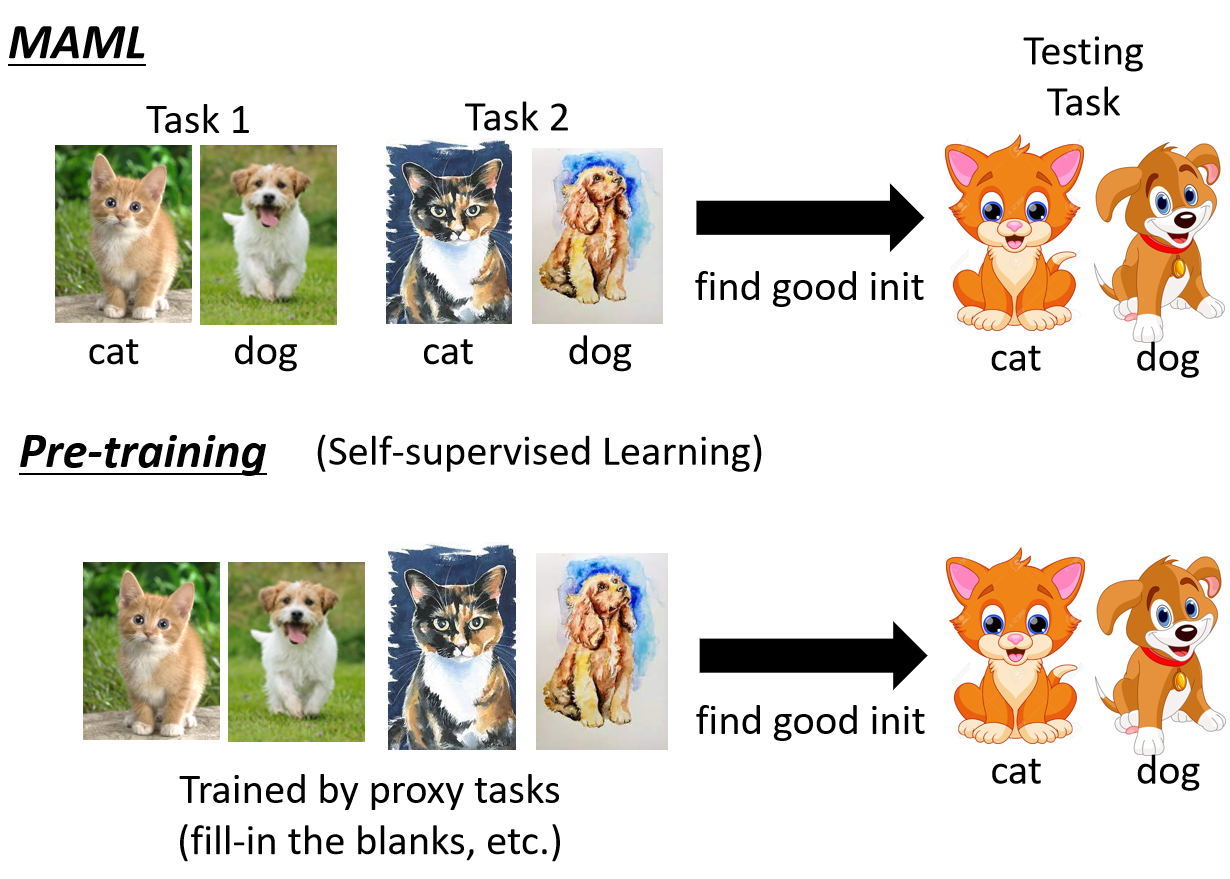 MAML
Task 1
Task 2
Testing
Task
cat
dog
cat
dog
find good init
cat
dog
Pre-training
(Self-supervised Learning)
find good init
cat
dog
Trained by proxy tasks
(fill-in the blanks, etc.)